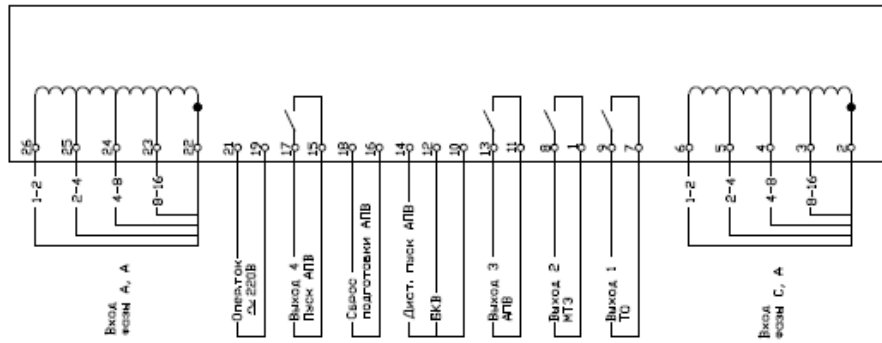 26
25
24
23
22
21
19
17
15
18
16
14
12
10
13
11
8
1
9
7
6
5
4
3
2
1-2
2-4
4-8
8-16
1-2
2-4
4-8
8-16
Вход
фазы А, А
Опер.ток
≃ 220В
Выход 4
Пуск АПВ
Сброс
подготовки АПВ
Дист. пуск АПВ
БКВ
Выход 3
АПВ
Выход 2
МТЗ
Выход 1
ТО
Вход
фазы С, А